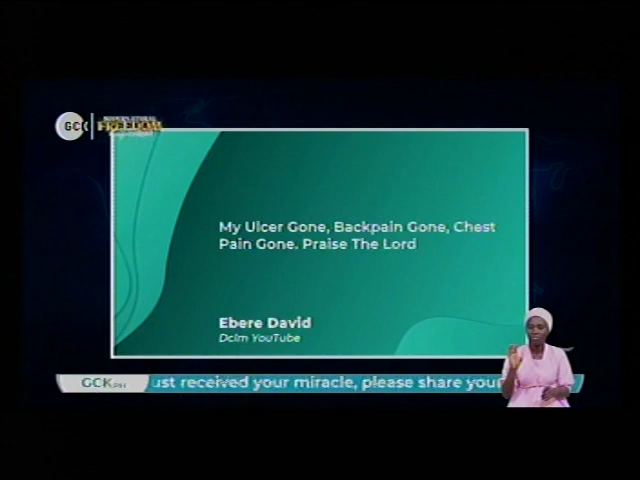 GCK
SUPERNATURAL
FREEDOM
My Ulcer Gone, Backpain Gone, Chest
Pain Gone. Praise The Lord
Ebere David
Dclm YouTube
GCK
ust received your miracle, please share your